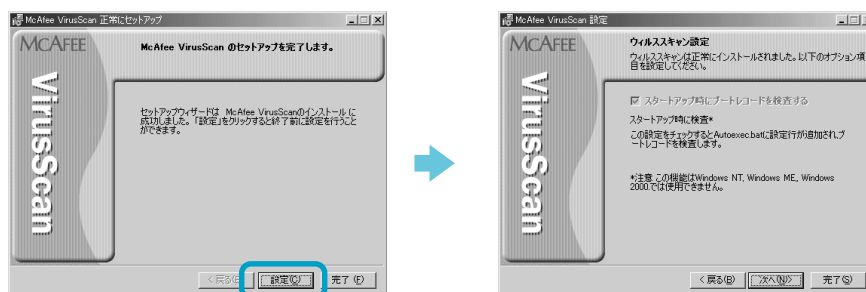 McAfee VirusScan 正常にセットアップ
MCAFEE
VirusScan
McAfee VirusScan のセットアップを完了します。
セットアップウィザードは McAfee VirusScanのインストール に
成功しました。「設定」をクリックすると終了前に設定を行うこと
ができます。
< 戻る(B)
設定(C)
完了 (F)
McAfee VirusScan 設定
MCAFEE
VirusScan
ウィルススキャン設定
ウィルススキャンは正常にインストールされました。以下のオプション項
目を設定してください。
スタートアップ時にブートレコードを検査する
スタートアップ時に検査*
この設定をチェックするとAutoexec.batに設定行が追加され、ブ
ートレコードを検査します。
*注意 この機能はWindows NT, Windows ME, Windows
2000では使用できません。
< 戻る(B)
次へ(N)>
完了(S)